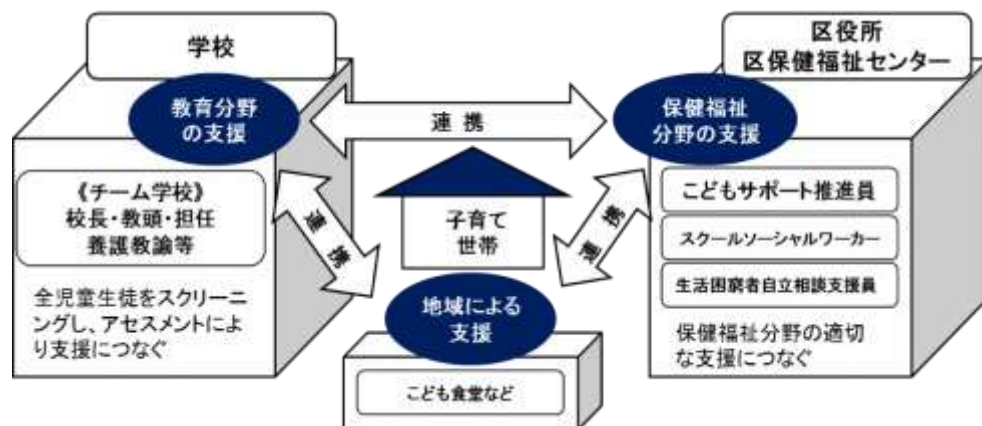 学校
教育分野
の支援
《チーム学校》
校長・教頭・担任
養護教諭等
全児童生徒をスクリーニ
ングし、アセスメントによ
り支援につなぐ
連携
連携
連携
子育て
世帯
地域による
支援
こども食堂など
区役所
区保健福祉センター
保健福祉
分野の支援
こどもサポート推進員
スクールソーシャルワーカー
生活困窮者自立相談支援員
保健福祉分野の適切
な支援につなぐ